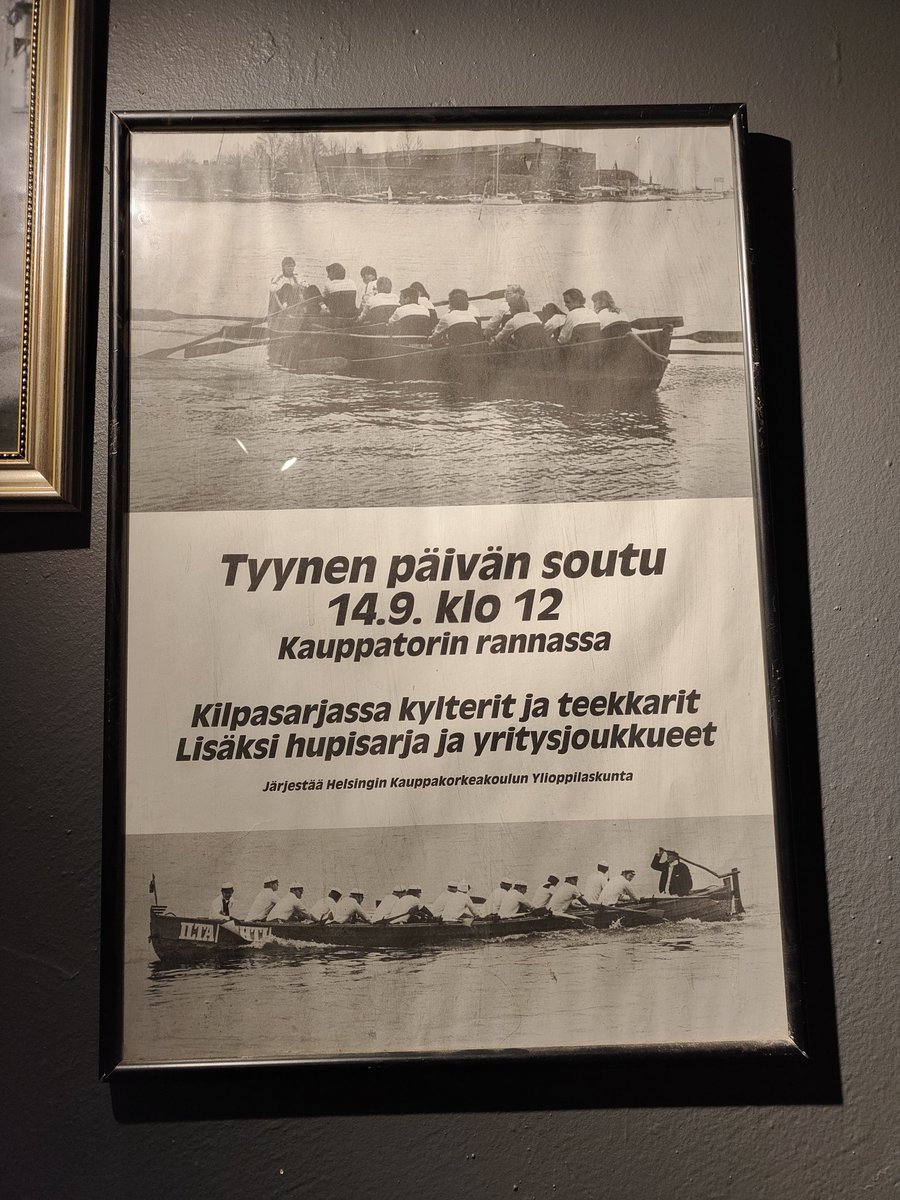 Tyynen päivän soutu
14.9. klo 12
Kauppatorin rannassa
Kilpasarjassa kylterit ja teekkarit
Lisäksi hupisarja ja yritysjoukkueet
Järjestää Helsingin Kauppakorkeakoulun Ylioppilaskunta
ILTA